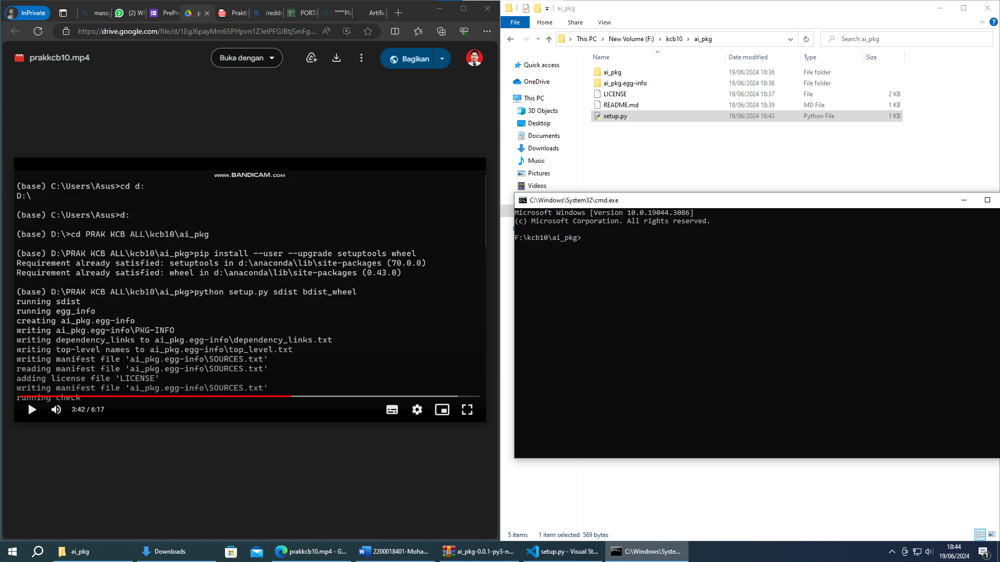 InPrivate
massg
(2) Wh
PrePra
p
Prakti
ireddr
PORTA
""""Pla
Artific
https://drive.google.com/file/d/1EgJ6payMm65PHpvn1ZJeIPFGJBtjSmFg...
prakkcb10.mp4
Buka dengan
Bagikan
www.BANDICAM.com
(base) C:\Users\Asus>cd d:
D:\
(base) C:\Users\Asus>d:
(base) D:\>cd PRAK KCB ALL\kcb10\ai_pkg
(base) D:\PRAK KCB ALL\kcb10\ai_pkg>pip install --user --upgrade setuptools wheel
Requirement already satisfied: setuptools in d:\anaconda\lib\site-packages (70.0.0)
Requirement already satisfied: wheel in d:\anaconda\lib\site-packages (0.43.0)
(base) D:\PRAK KCB ALL\kcb10\ai_pkg>python setup.py sdist bdist_wheel
running sdist
running egg_info
creating ai_pkg.egg-info
writing ai_pkg.egg-info\PKG-INFO
writing dependency_links to ai_pkg.egg-info\dependency_links.txt
writing top-level names to ai_pkg.egg-info\top_level.txt
writing manifest file 'ai_pkg.egg-info\SOURCES.txt'
reading manifest file 'ai_pkg.egg-info\SOURCES.txt'
adding license file 'LICENSE'
writing manifest file 'ai_pkg.egg-info\SOURCES.txt'
running check
3:42 / 6:17
ai_pkg
File Home Share View
This PC > New Volume (F:) > kcb10 > ai_pkg
Search ai_pkg
Name Date modified Type Size
ai_pkg 19/06/2024 18:36 File folder
ai_pkg.egg-info 19/06/2024 18:36 File folder
LICENSE 19/06/2024 18:37 File 2 KB
README.md 19/06/2024 18:39 MD File 1 KB
setup.py 19/06/2024 18:43 Python File 1 KB
Quick access
OneDrive
This PC
3D Objects
Desktop
Documents
Downloads
Music
Pictures
Videos
C:\Windows\System32\cmd.exe
Microsoft Windows [Version 10.0.19044.3086]
(c) Microsoft Corporation. All rights reserved.
F:\kcb10\ai_pkg>
5 items 1 item selected 569 bytes
ai_pkg
Downloads
prakkcb10.mp4 - G...
2200018401-Moha...
ai_pkg-0.0.1-py3-n...
setup.py - Visual St...
C:\Windows\Syste...
18:44
19/06/2024
1